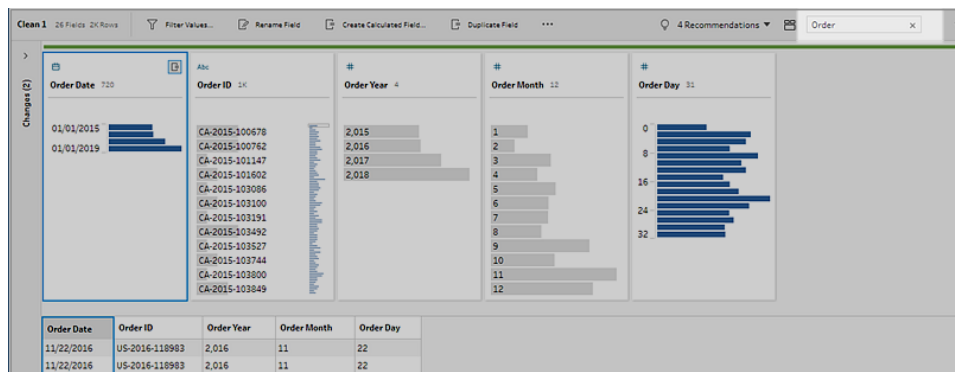 Clean 1 26 Fields 2K Rows Filter Values... Rename Field Create Calculated Field... Duplicate Field ... 4 Recommendations Order ×
Changes (2)
Order Date 720
01/01/2015
01/01/2019
Abc
Order ID 1K
CA-2015-100678
CA-2015-100762
CA-2015-101147
CA-2015-101602
CA-2015-103086
CA-2015-103100
CA-2015-103191
CA-2015-103492
CA-2015-103527
CA-2015-103744
CA-2015-103800
CA-2015-103849
#
Order Year 4
2,015
2,016
2,017
2,018
#
Order Month 12
1
2
3
4
5
6
7
8
9
10
11
12
#
Order Day 31
0
8
16
24
32
Order Date Order ID Order Year Order Month Order Day
11/22/2016 US-2016-118983 2,016 11 22
11/22/2016 US-2016-118983 2,016 11 22